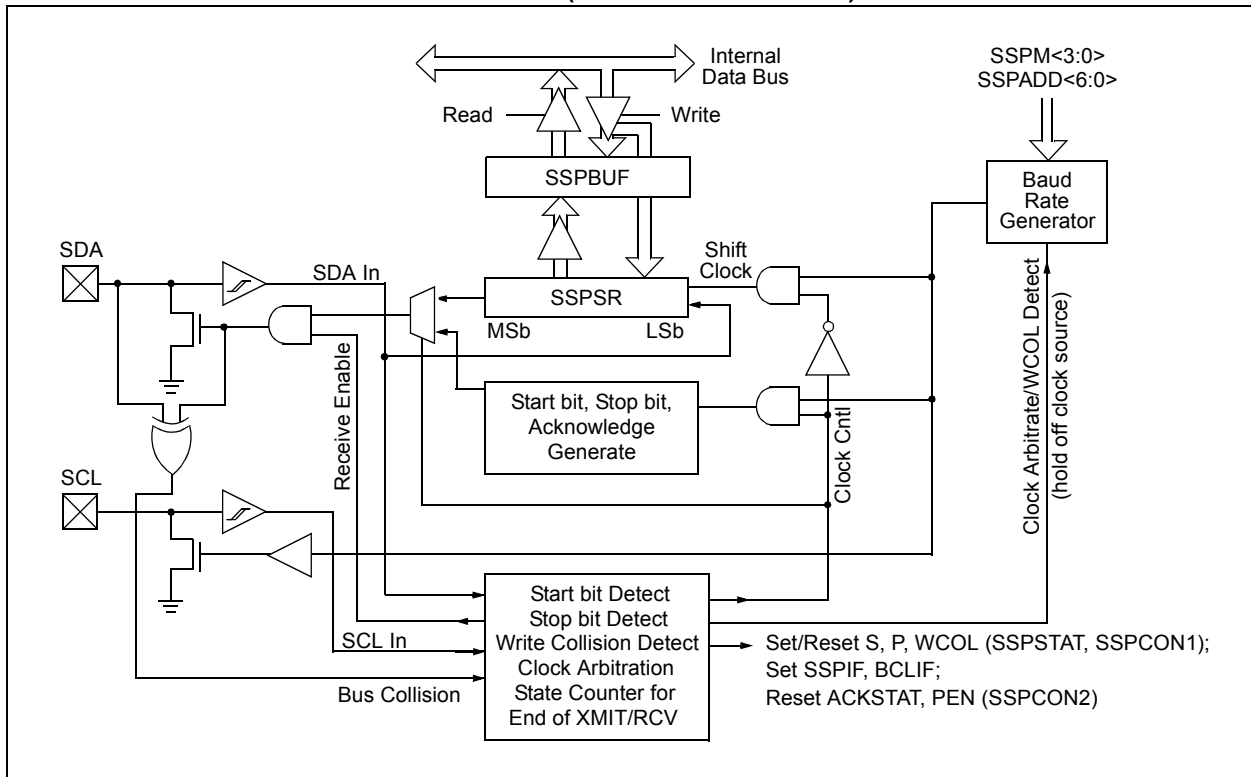 Internal
Data Bus
SSPM<3:0>
SSPADD<6:0>
Read
Write
SSPBUF
Baud
Rate
Generator
SDA
SDA In
Shift
Clock
SSPSR
MSb
LSb
Start bit, Stop bit,
Acknowledge
Generate
Receive Enable
Clock Cntl
Clock Arbitrate/WCOL Detect
(hold off clock source)
SCL
SCL In
Bus Collision
Start bit Detect
Stop bit Detect
Write Collision Detect
Clock Arbitration
State Counter for
End of XMIT/RCV
Set/Reset S, P, WCOL (SSPSTAT, SSPCON1);
Set SSPIF, BCLIF;
Reset ACKSTAT, PEN (SSPCON2)